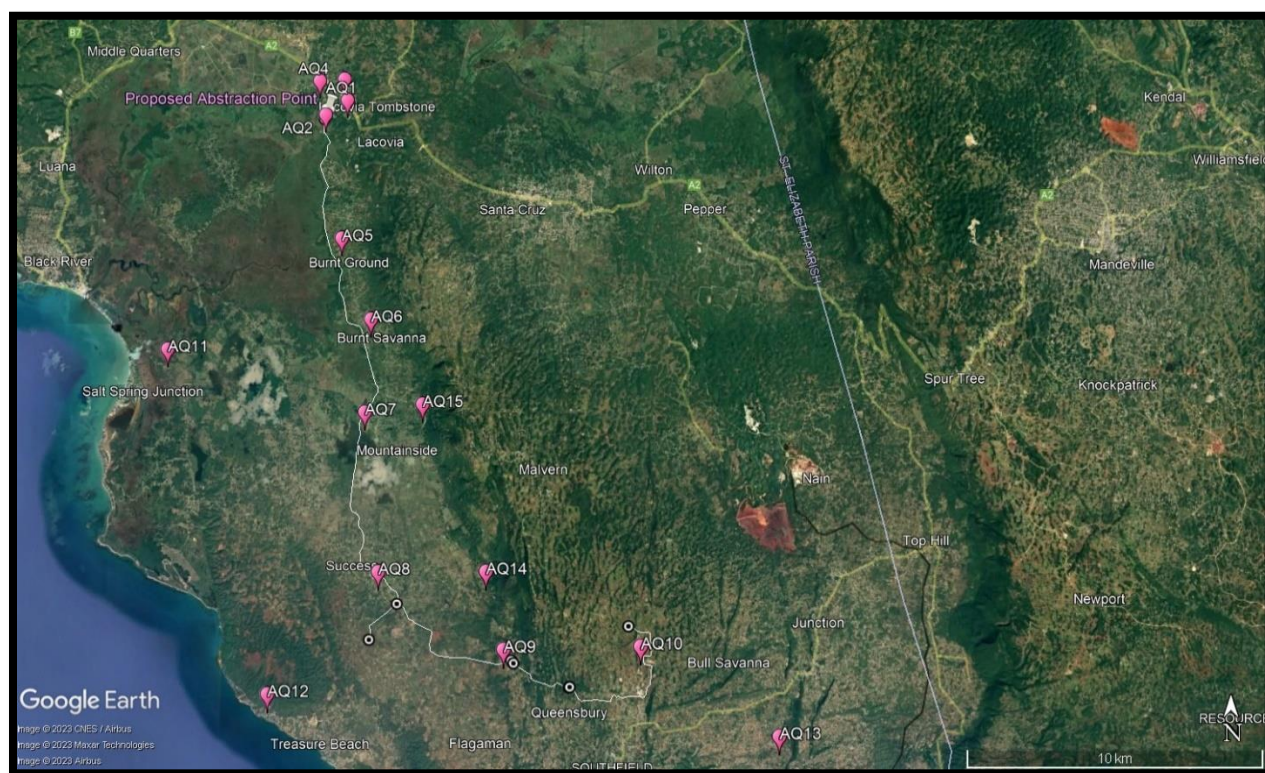 B7
Middle Quarters
A2
Kendal
AQ4
AQ1
Proposed Abstraction Point
Tombstone
AQ2
Lacovia
Williamsfield
Luana
Wilton
A2
A2
Santa Cruz
Pepper
ST. ELIZABETH PARISH
AQ5
Burnt Ground
Black River
Mandeville
AQ6
Burnt Savanna
AQ11
Salt Spring Junction
Spur Tree
Knockpatrick
AQ15
AQ7
Mountainside
Malvern
Nain
Top Hill
Success
AQ8
AQ14
Newport
Junction
AQ9
AQ10
Bull Savanna
Google Earth
AQ12
Queensbury
RESOURCE
N
Image © 2023 CNES / Airbus
Image © 2023 Maxar Technologies
Image © 2023 Airbus
Treasure Beach
Flagaman
AQ13
SOUTHFIELD
10 km